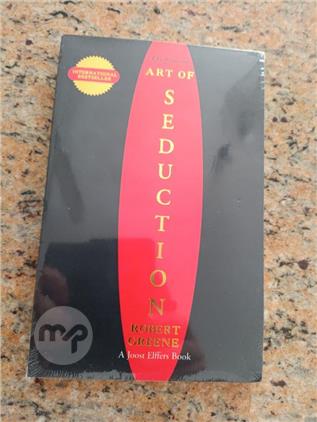 INTERNATIONAL
BESTSELLER
ART OF
SEDUCTION
ROBERT
GREENE
A Joost Elffers Book
mp